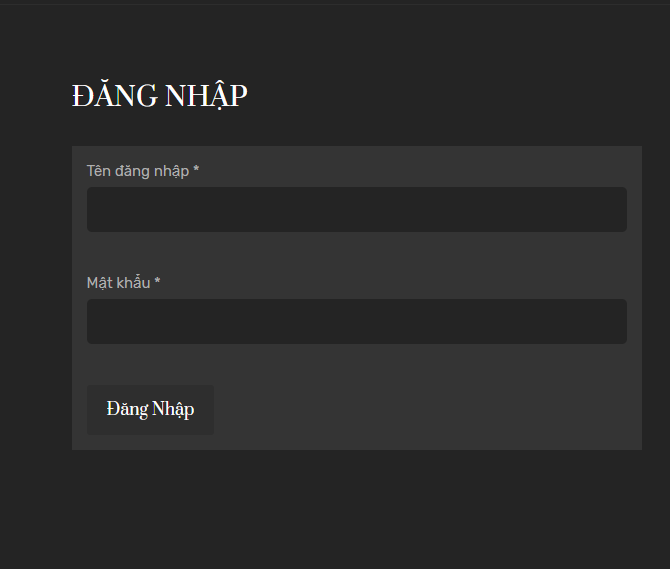 ĐĂNG NHẬP
Tên đăng nhập *
Mật khẩu *
Đăng Nhập